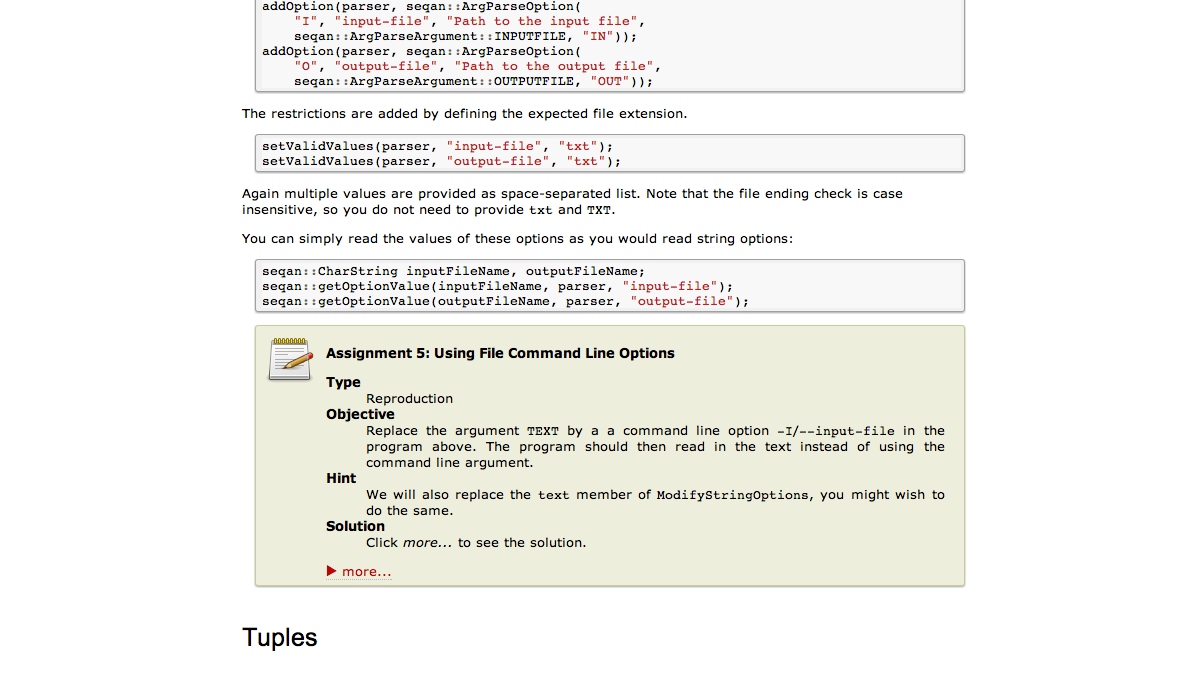 addOption(parser, seqan::ArgParseOption(
"I", "input-file", "Path to the input file",
seqan::ArgParseArgument::INPUTFILE, "IN"));
addOption(parser, seqan::ArgParseOption(
"O", "output-file", "Path to the output file",
seqan::ArgParseArgument::OUTPUTFILE, "OUT"));
The restrictions are added by defining the expected file extension.
setValidValues(parser, "input-file", "txt");
setValidValues(parser, "output-file", "txt");
Again multiple values are provided as space-separated list. Note that the file ending check is case
insensitive, so you do not need to provide txt and TXT.
You can simply read the values of these options as you would read string options:
seqan::CharString inputFileName, outputFileName;
seqan::getOptionValue(inputFileName, parser, "input-file");
seqan::getOptionValue(outputFileName, parser, "output-file");
Assignment 5: Using File Command Line Options
Type
Reproduction
Objective
Replace the argument TEXT by a a command line option -I/--input-file in the
program above. The program should then read in the text instead of using the
command line argument.
Hint
We will also replace the text member of ModifyStringOptions, you might wish to
do the same.
Solution
Click more... to see the solution.
▶ more...
Tuples